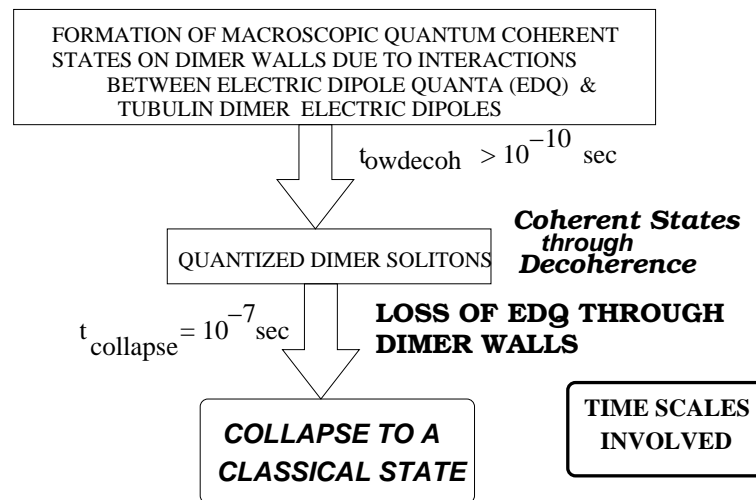 FORMATION OF MACROSCOPIC QUANTUM COHERENT
STATES ON DIMER WALLS DUE TO INTERACTIONS
BETWEEN ELECTRIC DIPOLE QUANTA (EDQ) &
TUBULIN DIMER ELECTRIC DIPOLES
t_owdecoh > 10^−10 sec
Coherent States
through
Decoherence
QUANTIZED DIMER SOLITONS
t_collapse = 10^−7 sec
LOSS OF EDQ THROUGH
DIMER WALLS
COLLAPSE TO A
CLASSICAL STATE
TIME SCALES
INVOLVED